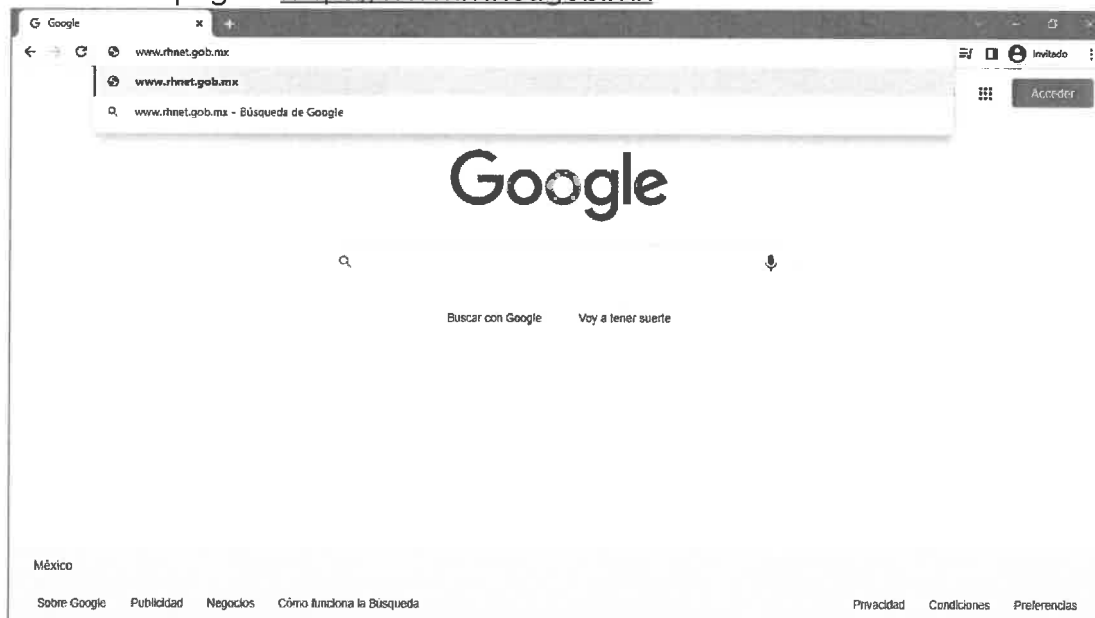 G Google
www.rhnet.gob.mx
Invitado
www.rhnet.gob.mx
www.rhnet.gob.mx - Búsqueda de Google
Acceder
Google
Buscar con Google Voy a tener suerte
México
Sobre Google Publicidad Negocios Cómo funciona la Búsqueda Privacidad Condiciones Preferencias